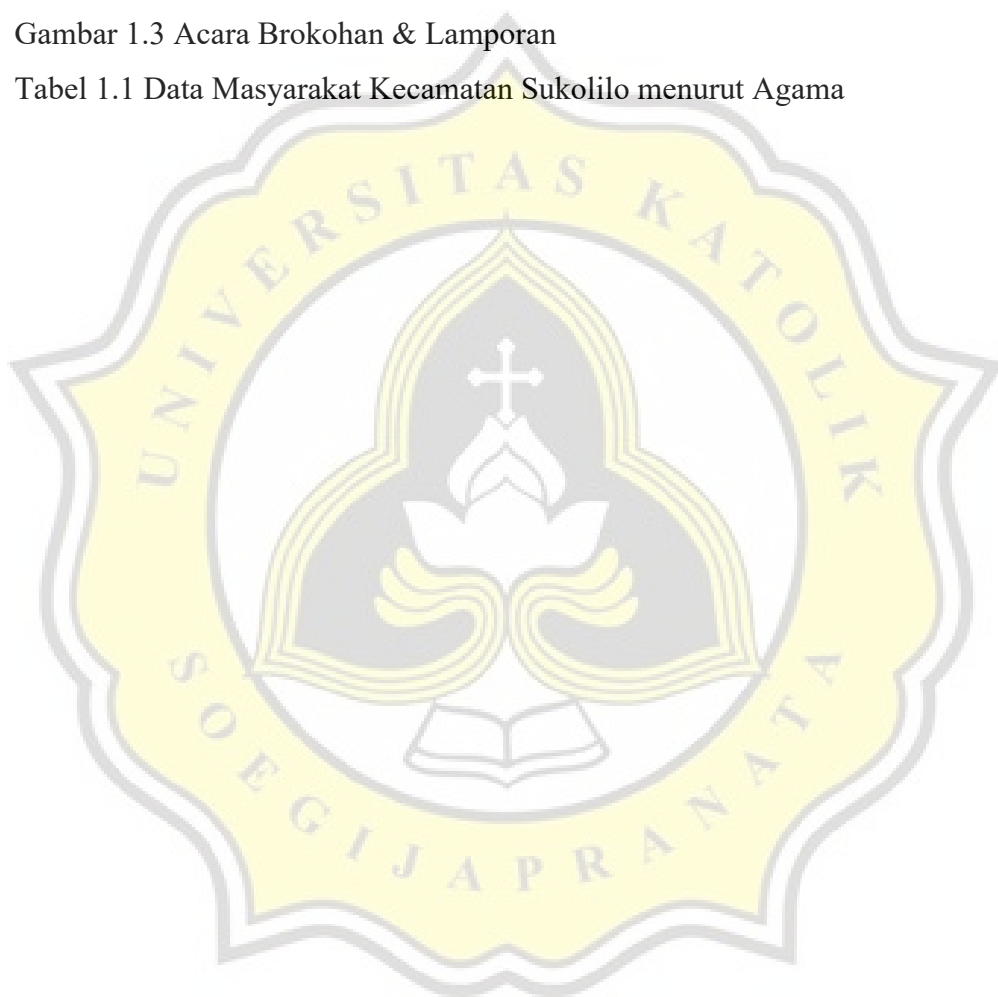 Gambar 1.3 Acara Brokohan & Lamporan
Tabel 1.1 Data Masyarakat Kecamatan Sukolilo menurut Agama
UNIVERSITAS KATOLIK
SOEGIJAPRANATA